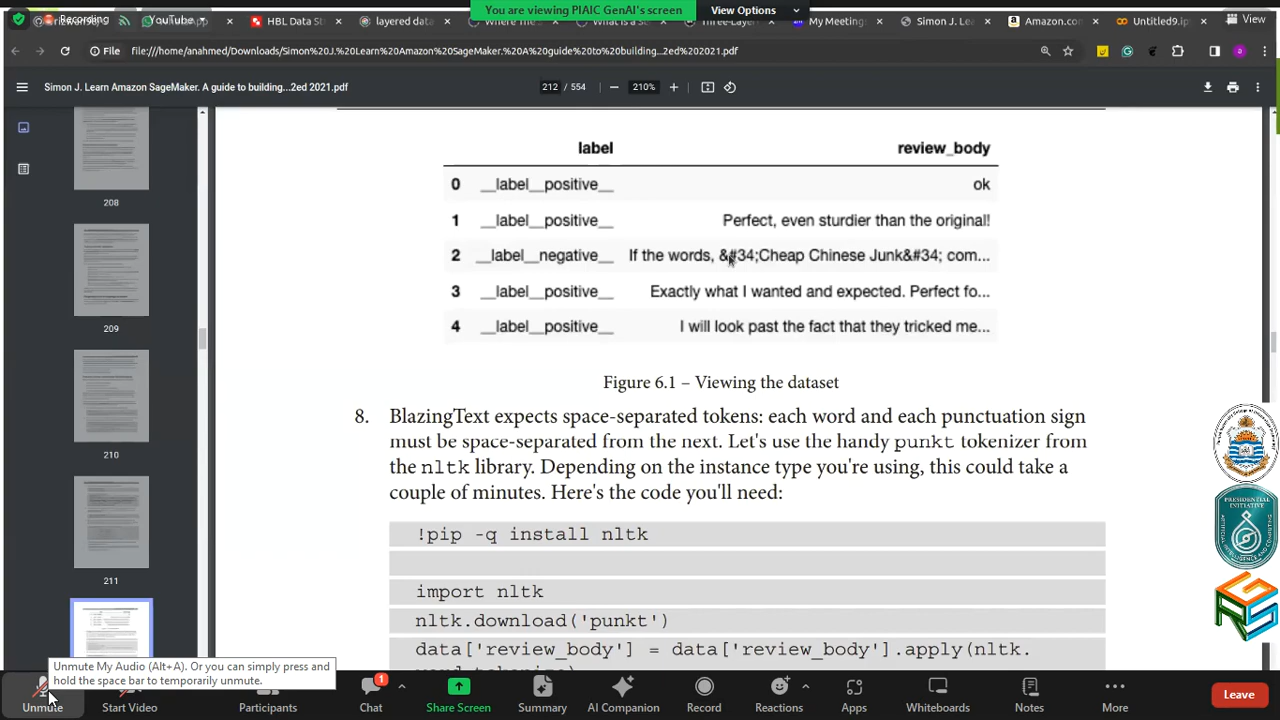 Recording
YouTube
HBL Data St
layered data
You are viewing PIAIC GenAI's screen
View Options
My Meetings
Simon J. Le
Amazon.com
Untitled9.ip
View
File
file:///home/anahmed/Downloads/Simon%20J.%20Learn%20Amazon%20SageMaker.%20A%20guide%20to%20building...2ed%202021.pdf
Simon J. Learn Amazon SageMaker. A guide to building...2ed 2021.pdf
212 / 554
210%
label review_body
0 __label__positive__ ok
1 __label__positive__ Perfect, even sturdier than the original!
2 __label__negative__ If the words, &#34;Cheap Chinese Junk&#34; com...
3 __label__positive__ Exactly what I wanted and expected. Perfect fo...
4 __label__positive__ I will look past the fact that they tricked me...
Figure 6.1 – Viewing the dataset
8. BlazingText expects space-separated tokens: each word and each punctuation sign
must be space-separated from the next. Let's use the handy punkt tokenizer from
the nltk library. Depending on the instance type you're using, this could take a
couple of minutes. Here's the code you'll need:
!pip -q install nltk
import nltk
nltk.download('punkt')
data['review_body'] = data['review_body'].apply(nltk.
208
209
210
211
Unmute My Audio (Alt+A). Or you can simply press and
hold the space bar to temporarily unmute.
PRESIDENTIAL
INITIATIVE
Unmute
Start Video
Participants
1
Chat
Share Screen
Summary
AI Companion
Record
Reactions
Apps
Whiteboards
Notes
More
Leave